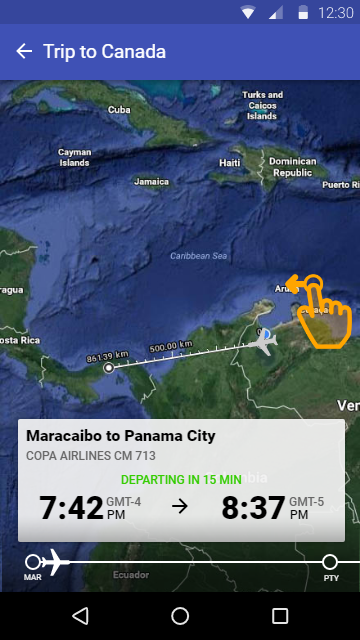 12:30
Trip to Canada
Turks and
Caicos
Islands
Cuba
Cayman
Islands
Haiti
Dominican
Republic
Jamaica
Puerto Ri
Caribbean Sea
ragua
osta Rica
861.39 km
500.00 km
Ven
Maracaibo to Panama City
COPA AIRLINES CM 713
DEPARTING IN 15 MIN
7:42 GMT-4 PM → 8:37 GMT-5 PM
MAR
PTY
Ecuador